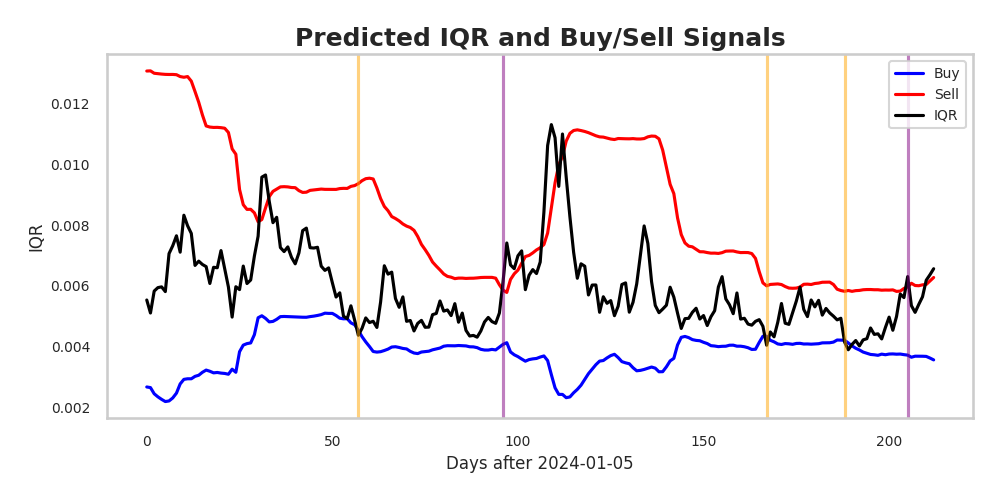 Predicted IQR and Buy/Sell Signals
Buy
Sell
IQR
0.012
0.010
0.008
0.006
0.004
0.002
IQR
0 50 100 150 200
Days after 2024-01-05